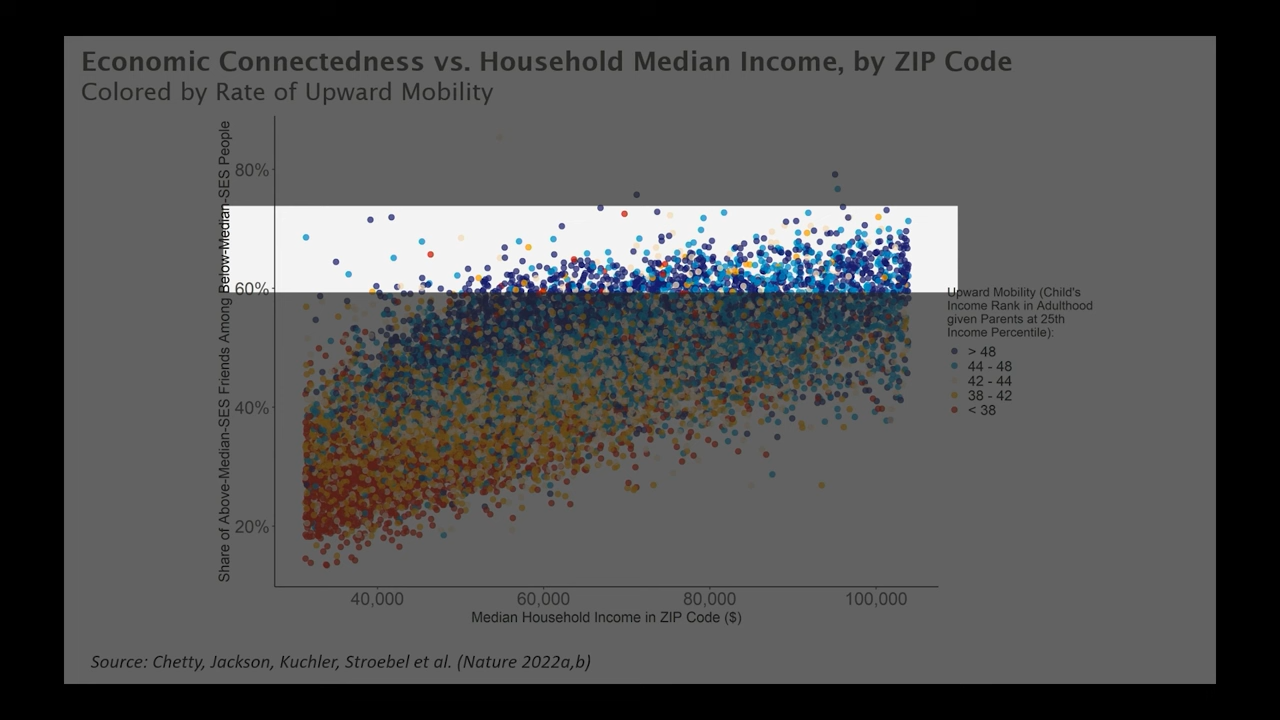 Economic Connectedness vs. Household Median Income, by ZIP Code
Colored by Rate of Upward Mobility
Share of Above-Median-SES Friends Among Below-Median-SES People
80%
60%
40%
20%
40,000
60,000
80,000
100,000
Median Household Income in ZIP Code ($)
Upward Mobility (Child's
Income Rank in Adulthood
given Parents at 25th
Income Percentile):
> 48
44 - 48
42 - 44
38 - 42
< 38
Source: Chetty, Jackson, Kuchler, Stroebel et al. (Nature 2022a,b)